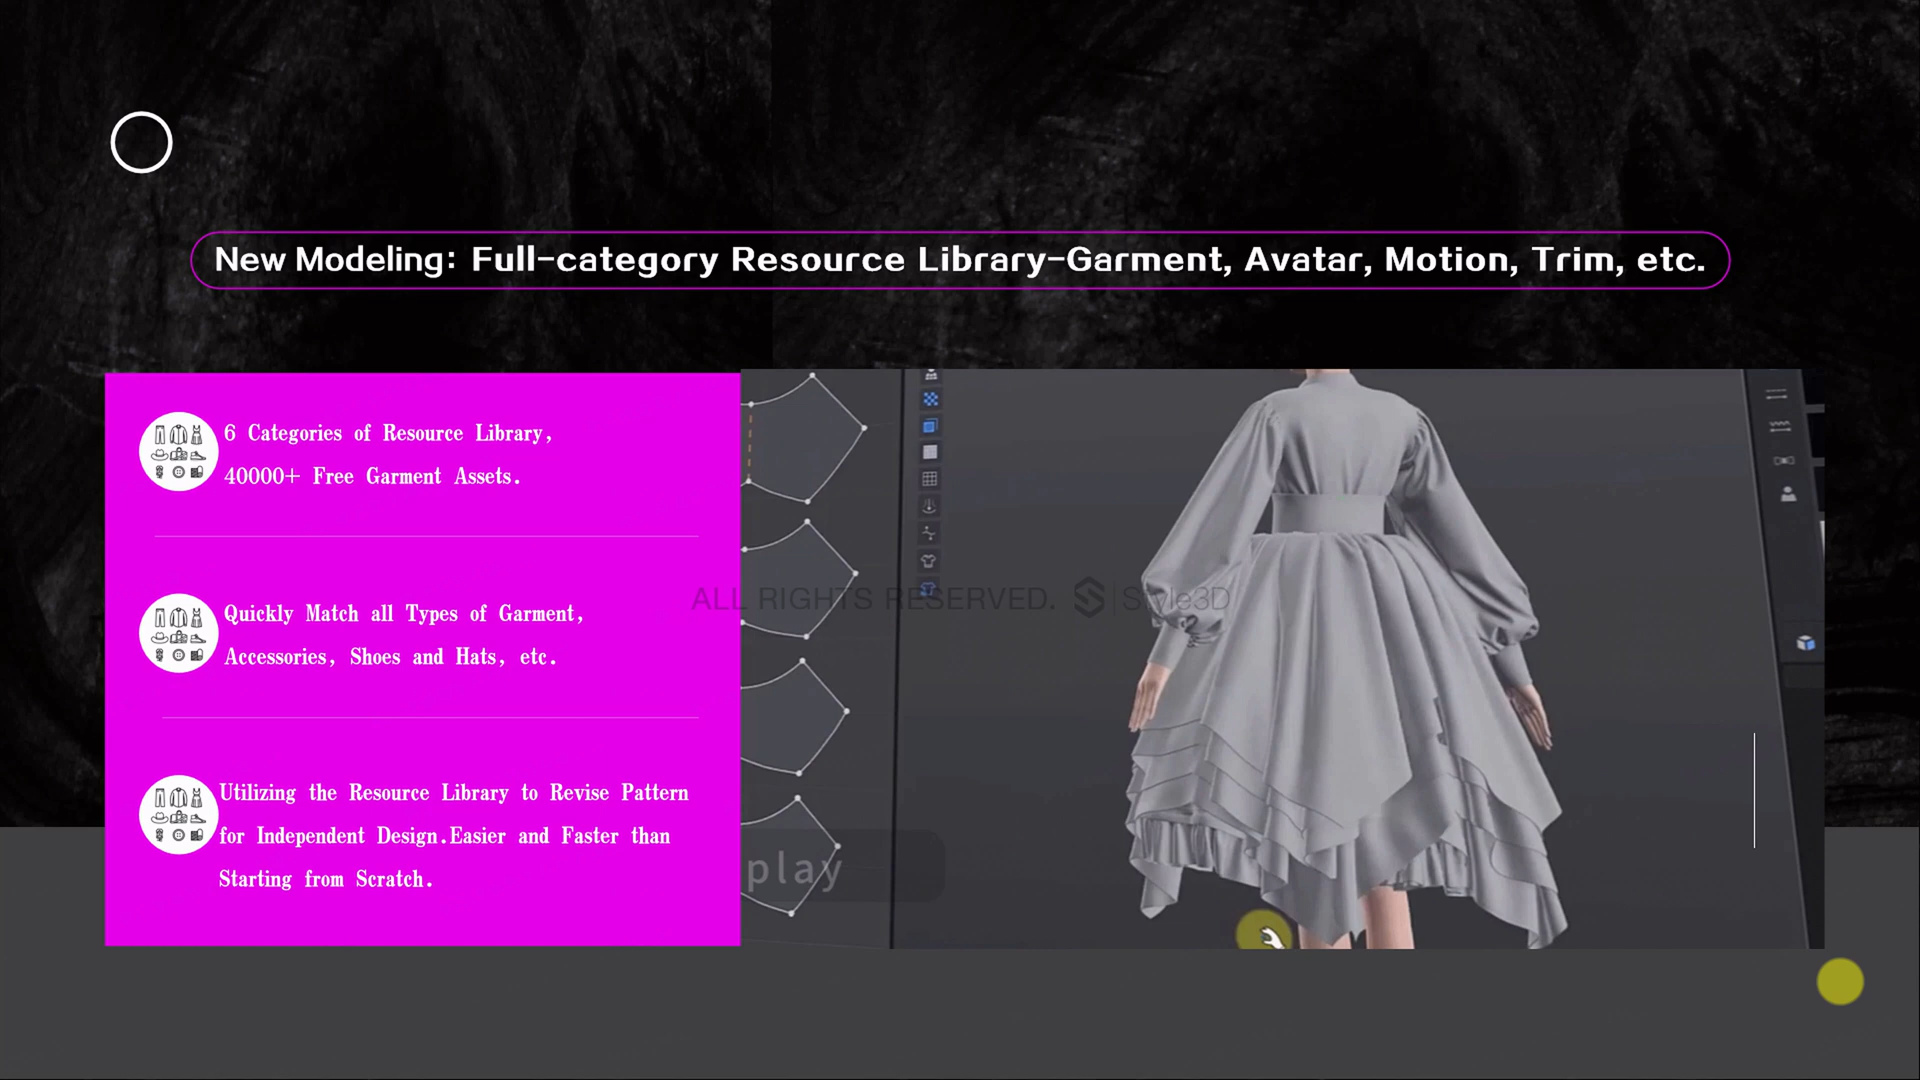 New Modeling: Full-category Resource Library-Garment, Avatar, Motion, Trim, etc.
6 Categories of Resource Library,
40000+ Free Garment Assets.
Quickly Match all Types of Garment,
Accessories, Shoes and Hats, etc.
Utilizing the Resource Library to Revise Pattern
for Independent Design.Easier and Faster than
Starting from Scratch.
ALL RIGHTS RESERVED. Style3D
play